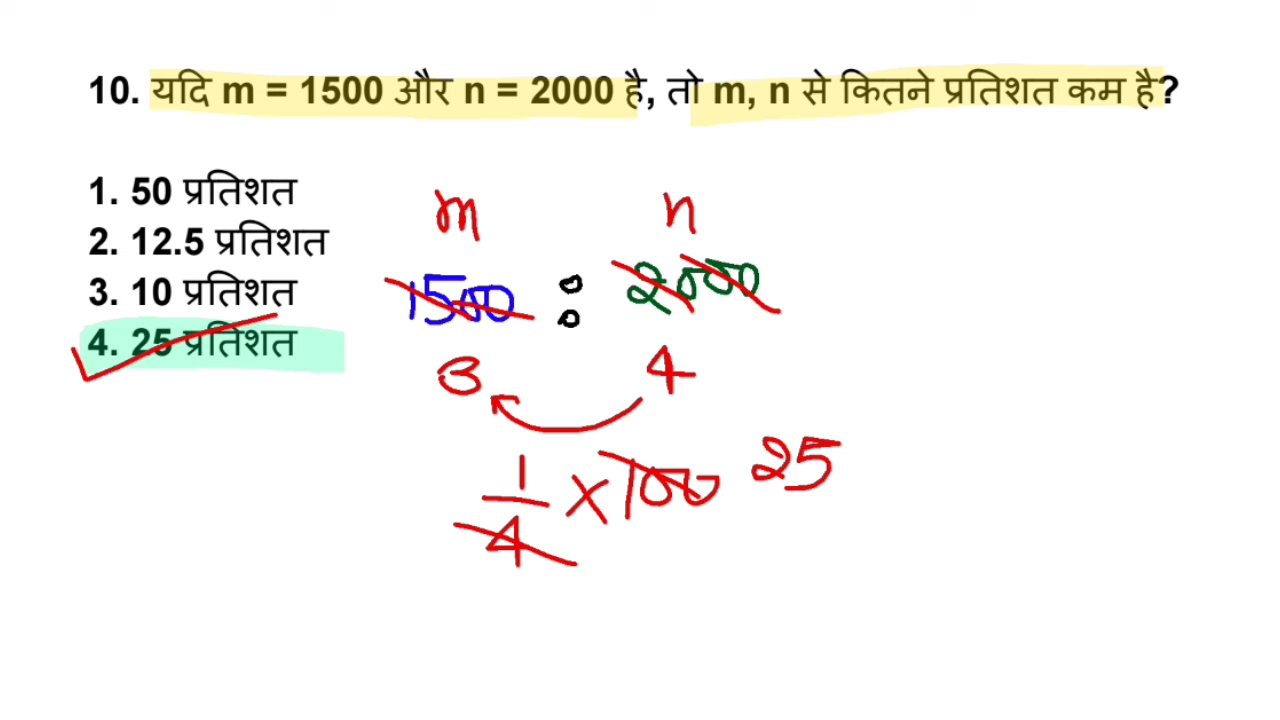 10. यदि m = 1500 और n = 2000 है, तो m, n से कितने प्रतिशत कम है?
1. 50 प्रतिशत
2. 12.5 प्रतिशत
3. 10 प्रतिशत
4. 25 प्रतिशत
m n
1500 : 2000
3 4
1/4 × 100 25